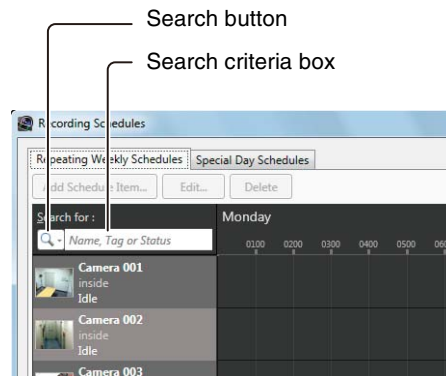 Search button
Search criteria box
Recording Schedules
Repeating Weekly Schedules Special Day Schedules
Add Schedule Item... Edit... Delete
Search for : Monday
Name, Tag or Status 0100 0200 0300 0400 0500
Camera 001
inside
Idle
Camera 002
inside
Idle
Camera 003